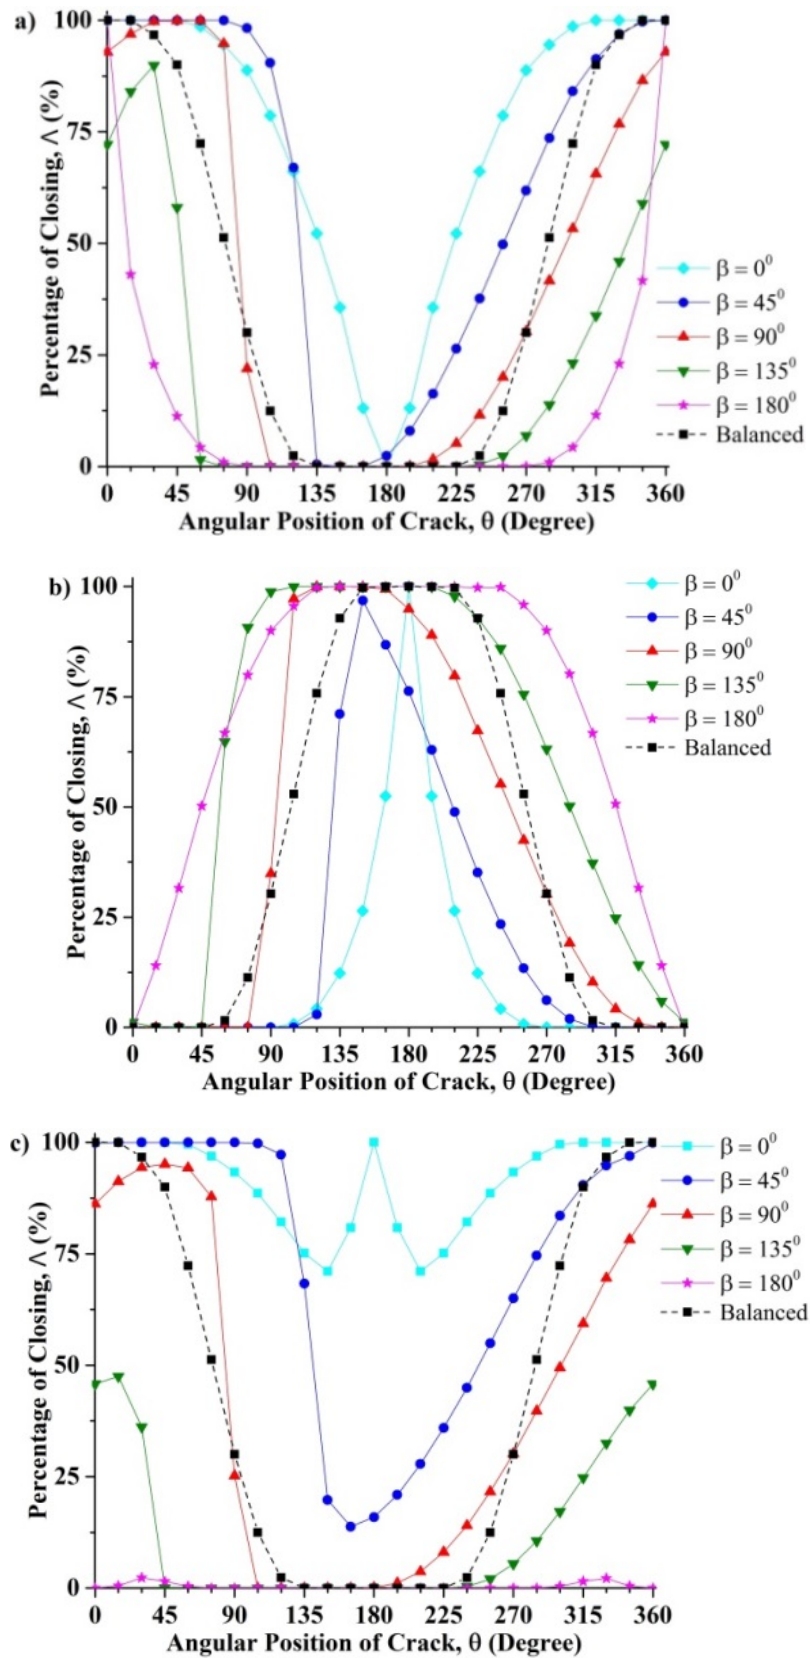 a)
100
75
50
25
0
Percentage of Closing, Λ (%)
β = 0⁰
β = 45⁰
β = 90⁰
β = 135⁰
β = 180⁰
Balanced
0 45 90 135 180 225 270 315 360
Angular Position of Crack, θ (Degree)
b)
100
75
50
25
0
Percentage of Closing, Λ (%)
β = 0⁰
β = 45⁰
β = 90⁰
β = 135⁰
β = 180⁰
Balanced
0 45 90 135 180 225 270 315 360
Angular Position of Crack, θ (Degree)
c)
100
75
50
25
0
Percentage of Closing, Λ (%)
β = 0⁰
β = 45⁰
β = 90⁰
β = 135⁰
β = 180⁰
Balanced
0 45 90 135 180 225 270 315 360
Angular Position of Crack, θ (Degree)